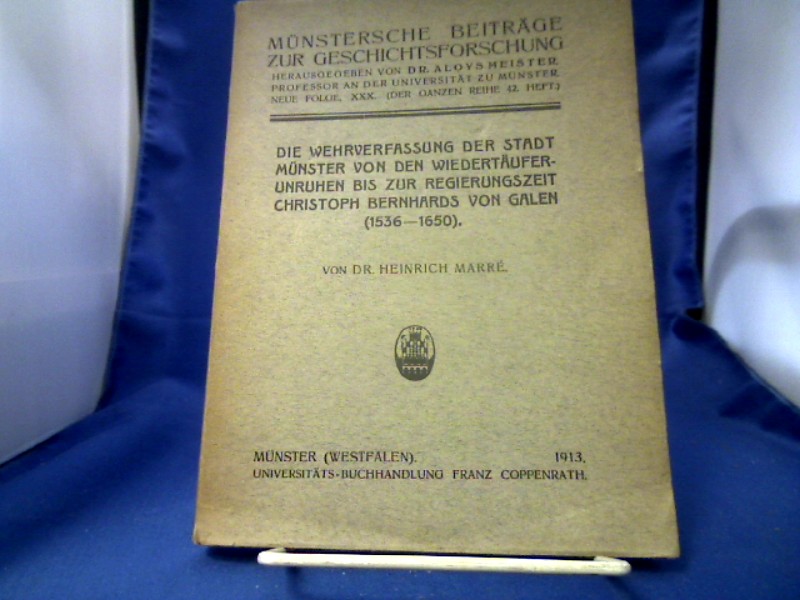 MÜNSTERSCHE BEITRÄGE
ZUR GESCHICHTSFORSCHUNG
HERAUSGEGEBEN VON DR. ALOYS MEISTER,
PROFESSOR AN DER UNIVERSITÄT ZU MÜNSTER.
NEUE FOLGE, XXX. (DER GANZEN REIHE 42. HEFT.)
DIE WEHRVERFASSUNG DER STADT
MÜNSTER VON DEN WIEDERTÄUFER-
UNRUHEN BIS ZUR REGIERUNGSZEIT
CHRISTOPH BERNHARDS VON GALEN
(1536—1650).
VON DR. HEINRICH MARRÉ.
MÜNSTER (WESTFALEN). 1913.
UNIVERSITÄTS-BUCHHANDLUNG FRANZ COPPENRATH.